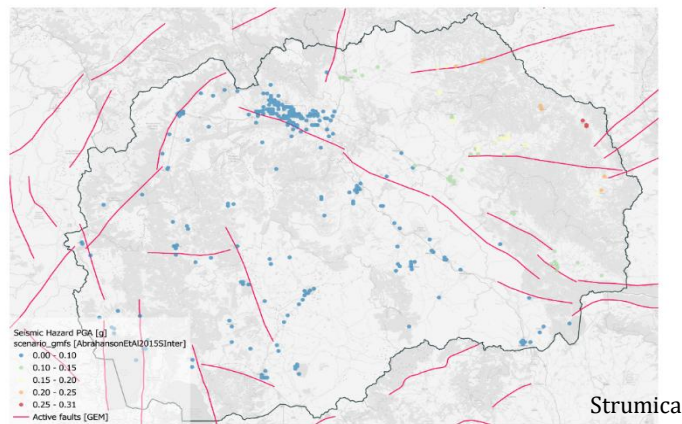 Seismic Hazard PGA [g]
scenario_gmfs [AbrahansonEtAl2015SInter]
0.00 - 0.10
0.10 - 0.15
0.15 - 0.20
0.20 - 0.25
0.25 - 0.31
Active faults [GEM]
Strumica